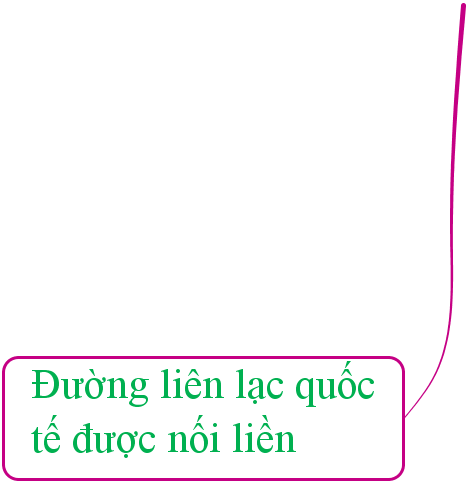 Đường liên lạc quốc
tế được nối liền